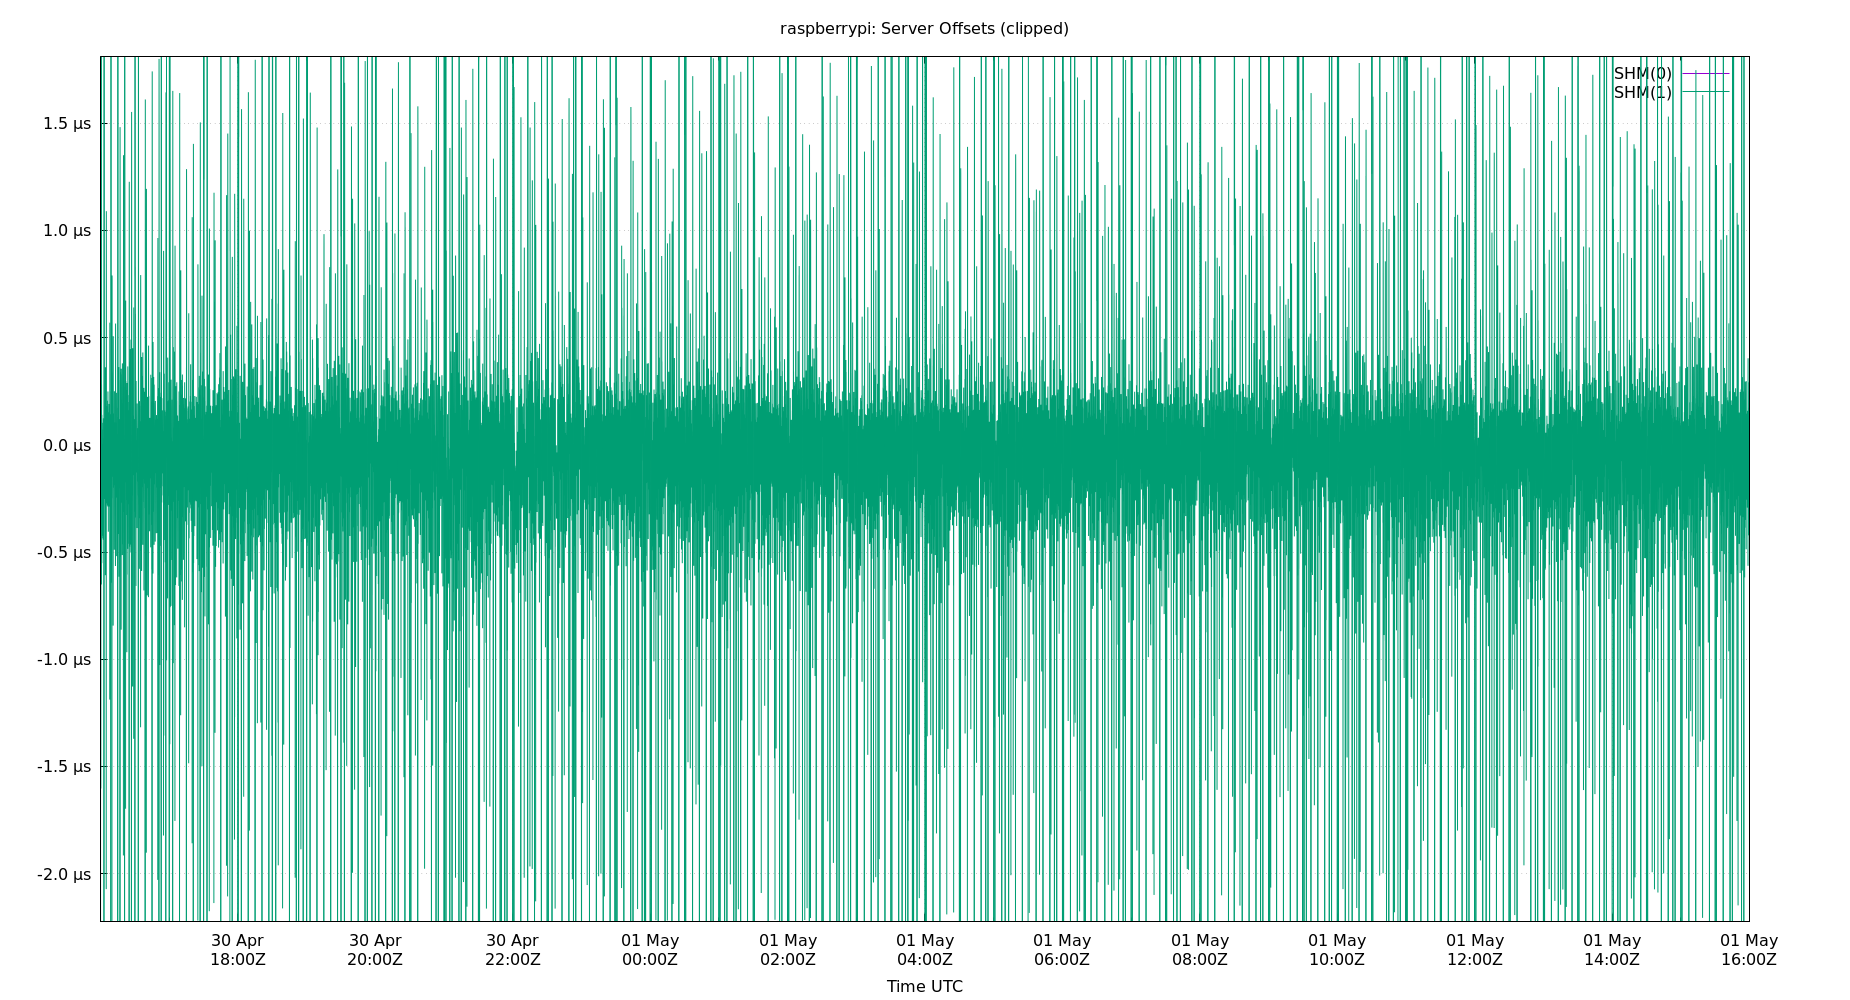 raspberrypi: Server Offsets (clipped)
SHM(0)
SHM(1)
1.5 µs
1.0 µs
0.5 µs
0.0 µs
-0.5 µs
-1.0 µs
-1.5 µs
-2.0 µs
30 Apr 30 Apr 30 Apr 01 May 01 May 01 May 01 May 01 May 01 May 01 May 01 May 01 May
18:00Z 20:00Z 22:00Z 00:00Z 02:00Z 04:00Z 06:00Z 08:00Z 10:00Z 12:00Z 14:00Z 16:00Z
Time UTC